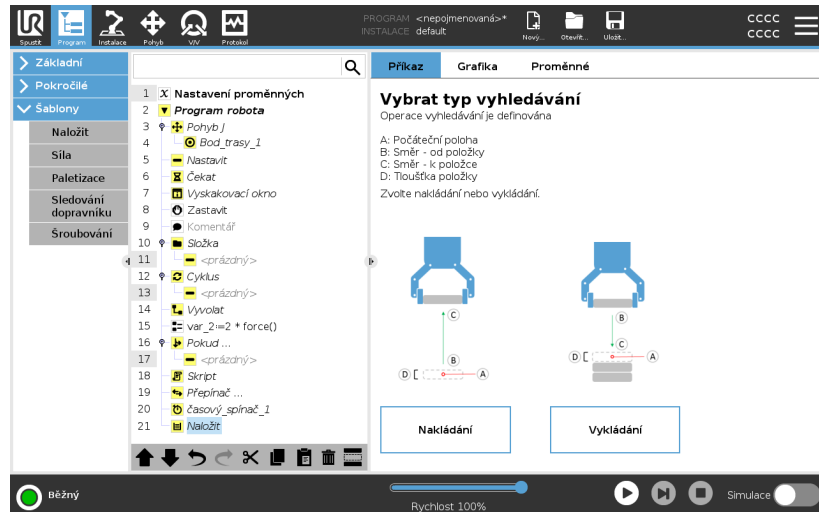 Spustit
Program
Instalace
Pohyb
V/V
Protokol
PROGRAM <nepojmenovaná>*
INSTALACE default
Nový...
Otevřít...
Uložit...
cccc
cccc
Základní
Pokročilé
Šablony
Naložit
Síla
Paletizace
Sledování
dopravníku
Šroubování
1 X Nastavení proměnných
2 Program robota
3 Pohyb J
4 Bod_trasy_1
5 Nastavit
6 Čekat
7 Vyskakovací okno
8 Zastavit
9 Komentář
10 Složka
11 <prázdný>
12 Cyklus
13 <prázdný>
14 Vyvolat
15 var_2:=2 * force()
16 Pokud ...
17 <prázdný>
18 Skript
19 Přepínač ...
20 časový_spínač_1
21 Naložit
Příkaz
Grafika
Proměnné
Vybrat typ vyhledávání
Operace vyhledávání je definována
A: Počáteční poloha
B: Směr - od položky
C: Směr - k položce
D: Tloušťka položky
Zvolte nakládání nebo vykládání.
C
B
D
A
B
C
D
A
Nakládání
Vykládání
Běžný
Rychlost 100%
Simulace